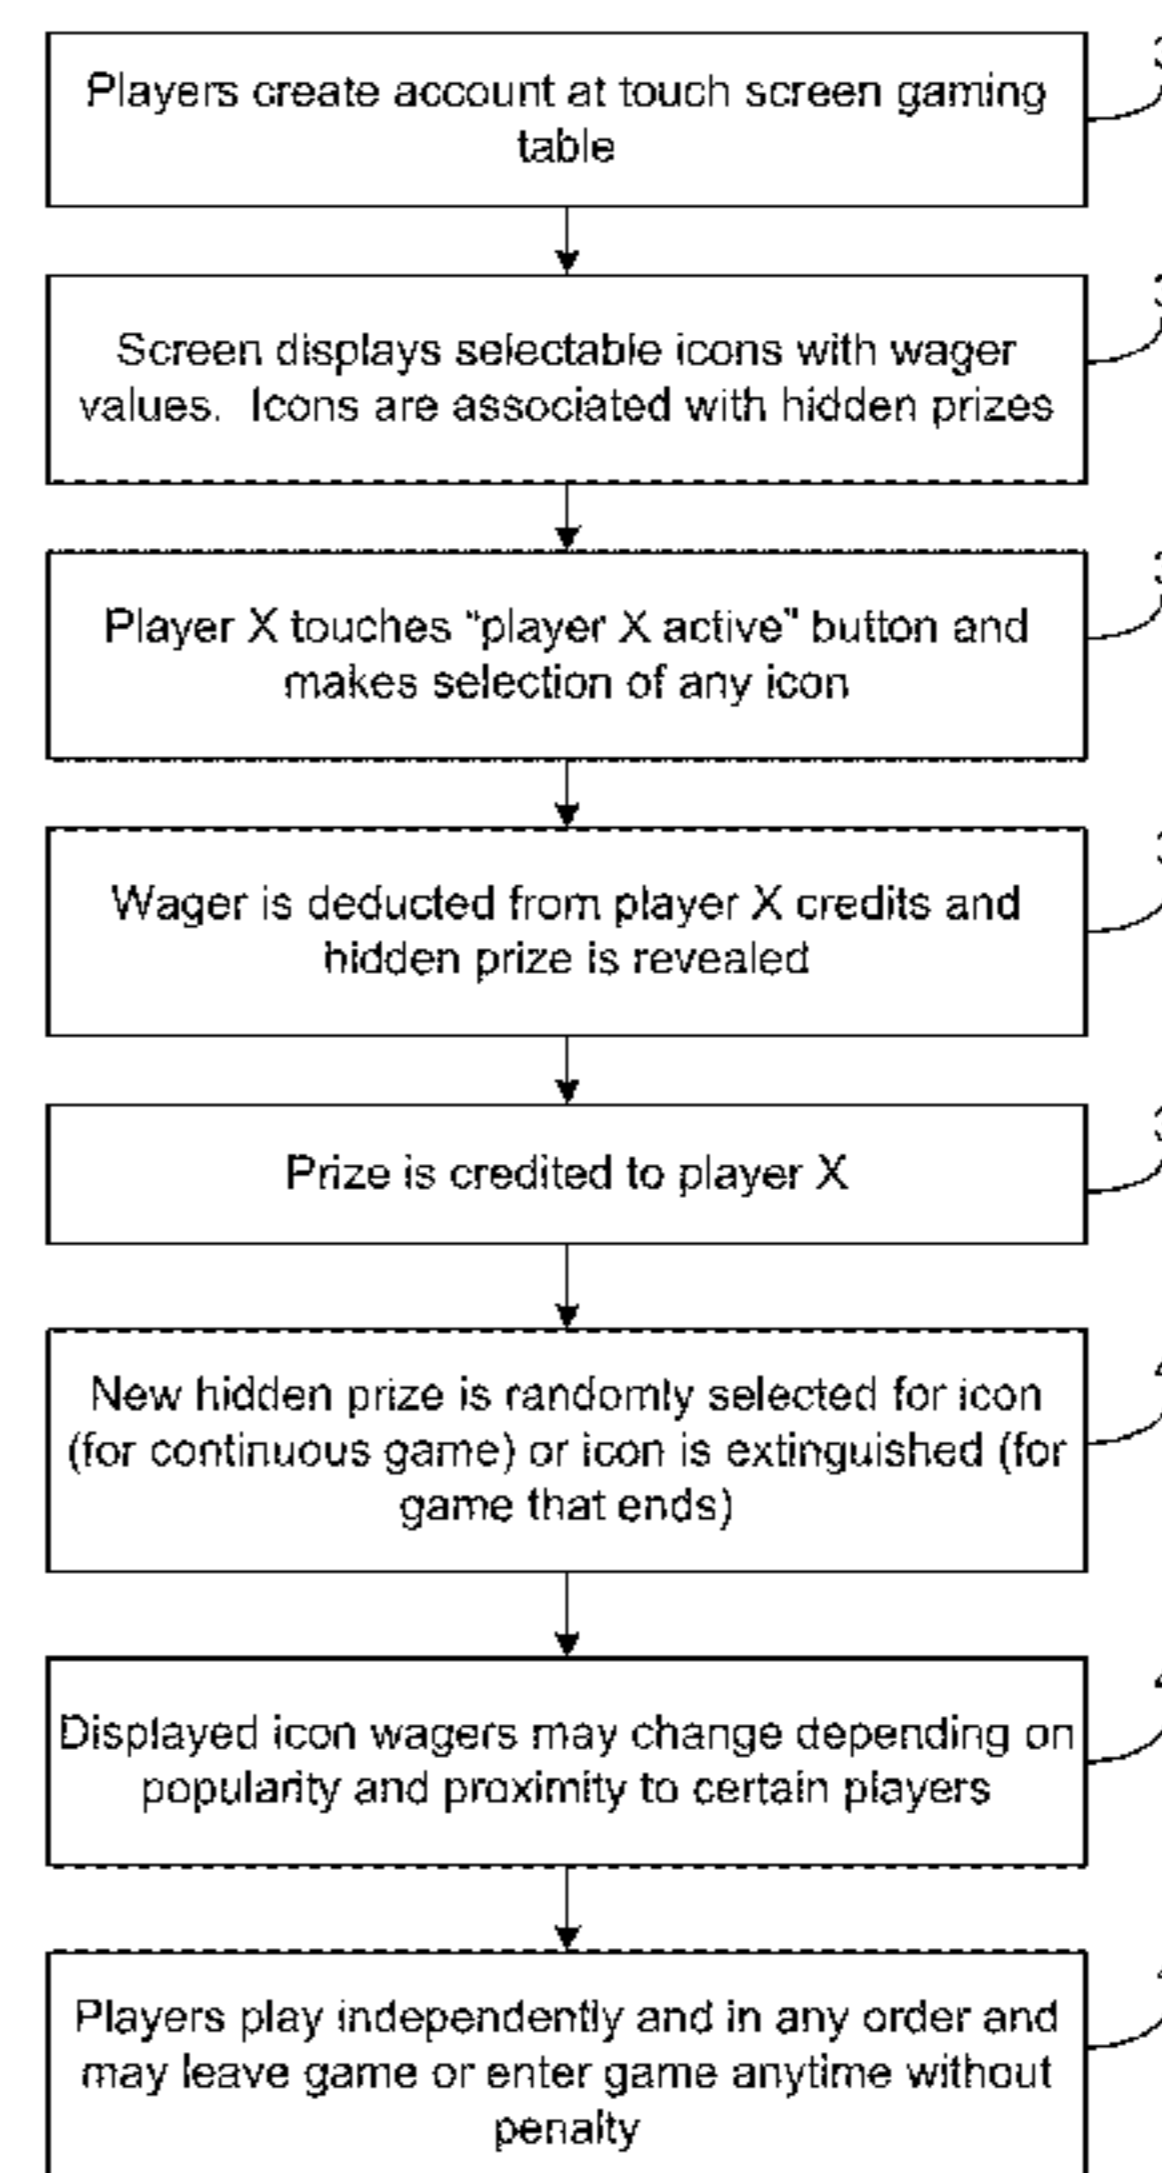 Players create account at touch screen gaming
table
Screen displays selectable icons with wager
values.  Icons are associated with hidden prizes
Player X touches “player X active” button and
makes selection of any icon
Wager is deducted from player X credits and
hidden prize is revealed
Prize is credited to player X
New hidden prize is randomly selected for icon
(for continuous game) or icon is extinguished (for
game that ends)
Displayed icon wagers may change depending on
popularity and proximity to certain players
Players play independently and in any order and
may leave game or enter game anytime without
penalty